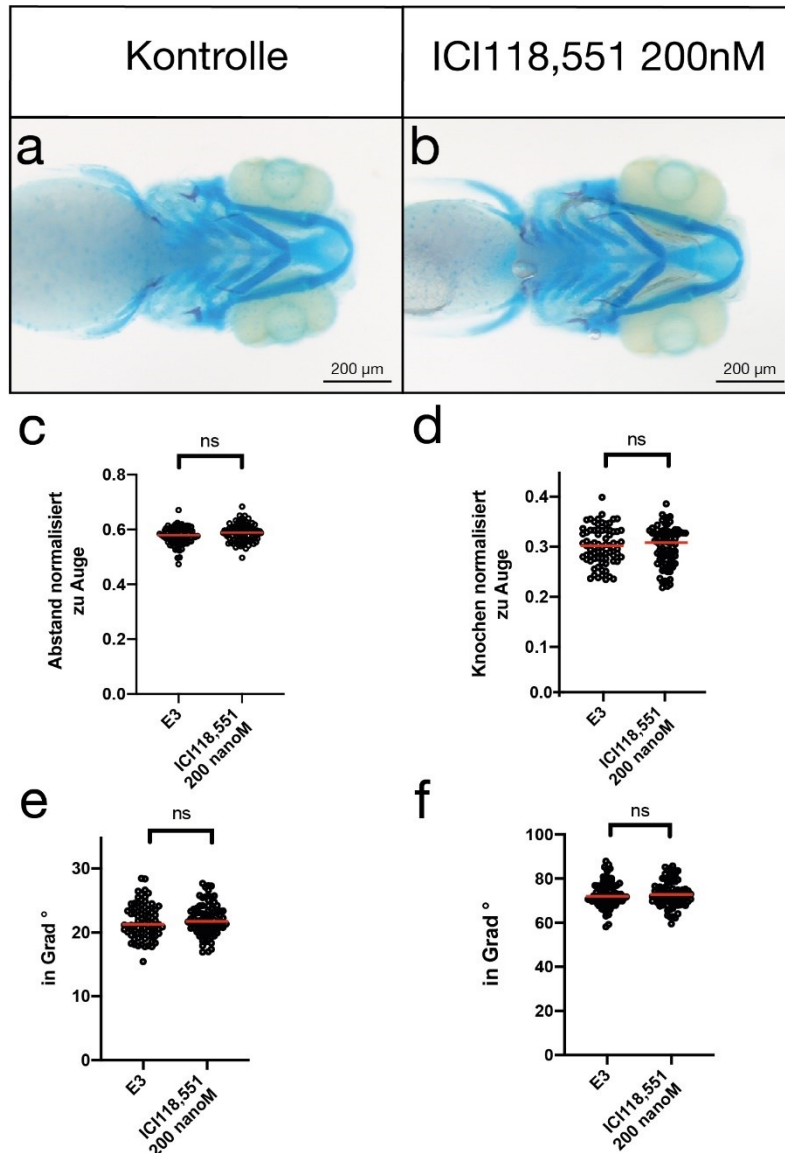 Kontrolle
ICI118,551 200nM
a
b
200 µm
200 µm
c
d
ns
ns
Abstand normalisiert
zu Auge
0.8
0.6
0.4
0.2
0.0
E3
ICI118,551
200 nanoM
Knochen normalisiert
zu Auge
0.4
0.3
0.2
0.1
0.0
E3
ICI118,551
200 nanoM
e
f
ns
ns
in Grad °
30
20
10
0
E3
ICI118,551
200 nanoM
in Grad °
100
80
60
40
20
0
E3
ICI118,551
200 nanoM